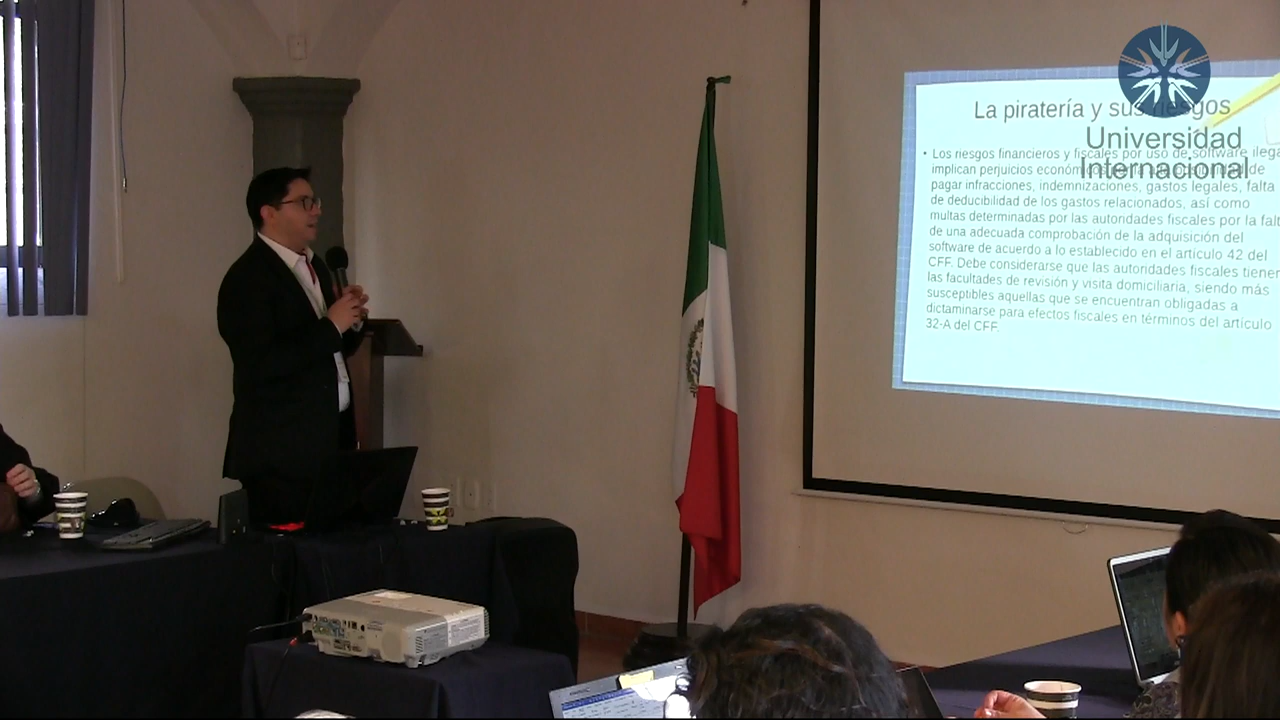 La piratería y sus riesgos
Universidad
Internacional
• Los riesgos financieros y fiscales por uso de software ilega
implican perjuicios económicos de
pagar infracciones, indemnizaciones, gastos legales, falta
de deducibilidad de los gastos relacionados, así como
multas determinadas por las autoridades fiscales por la falt
de una adecuada comprobación de la adquisición del
software de acuerdo a lo establecido en el artículo 42 del
CFF. Debe considerarse que las autoridades fiscales tienen
las facultades de revisión y visita domiciliaria, siendo más
susceptibles aquellas que se encuentran obligadas a
dictaminarse para efectos fiscales en términos del artículo
32-A del CFF.